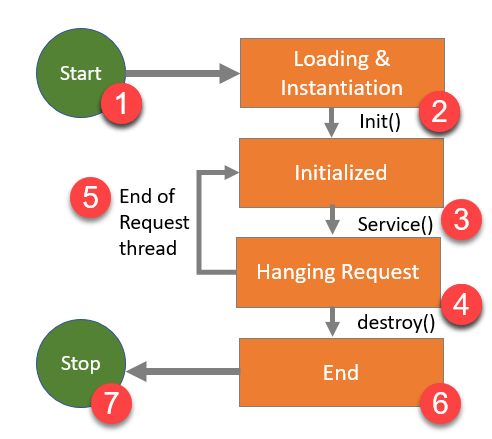 Start
1
Loading &
Instantiation
2
Init()
Initialized
3
5
End of
Request
thread
Service()
Hanging Request
4
destroy()
Stop
7
End
6